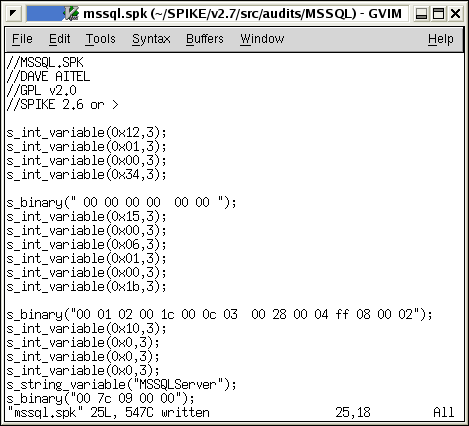 mssql.spk (~/SPIKE/v2.7/src/audits/MSSQL) - GVIM
File Edit Tools Syntax Buffers Window Help
//MSSQL.SPK
//DAVE AITEL
//GPL v2.0
//SPIKE 2.6 or >
s_int_variable(0x12,3);
s_int_variable(0x01,3);
s_int_variable(0x00,3);
s_int_variable(0x34,3);
s_binary(" 00 00 00 00  00 00 ");
s_int_variable(0x15,3);
s_int_variable(0x00,3);
s_int_variable(0x06,3);
s_int_variable(0x01,3);
s_int_variable(0x00,3);
s_int_variable(0x1b,3);
s_binary("00 01 02 00 1c 00 0c 03  00 28 00 04 ff 08 00 02");
s_int_variable(0x10,3);
s_int_variable(0x0,3);
s_int_variable(0x0,3);
s_int_variable(0x0,3);
s_string_variable("MSSQLServer");
s_binary("00 7c 09 00 00");
"mssql.spk" 25L, 547C written 25,18 All